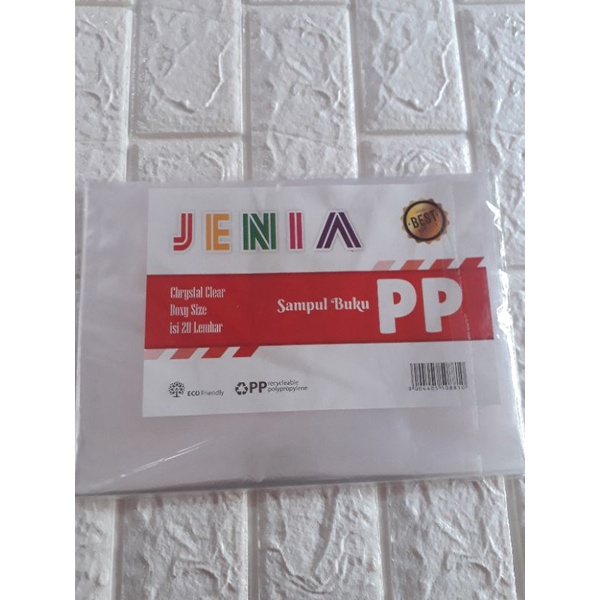 JENIA
BEST
Chrystal Clear
Boxy Size
isi 20 Lembar
Sampul Buku
PP
ECO Friendly
PP
recycleable
polypropylene